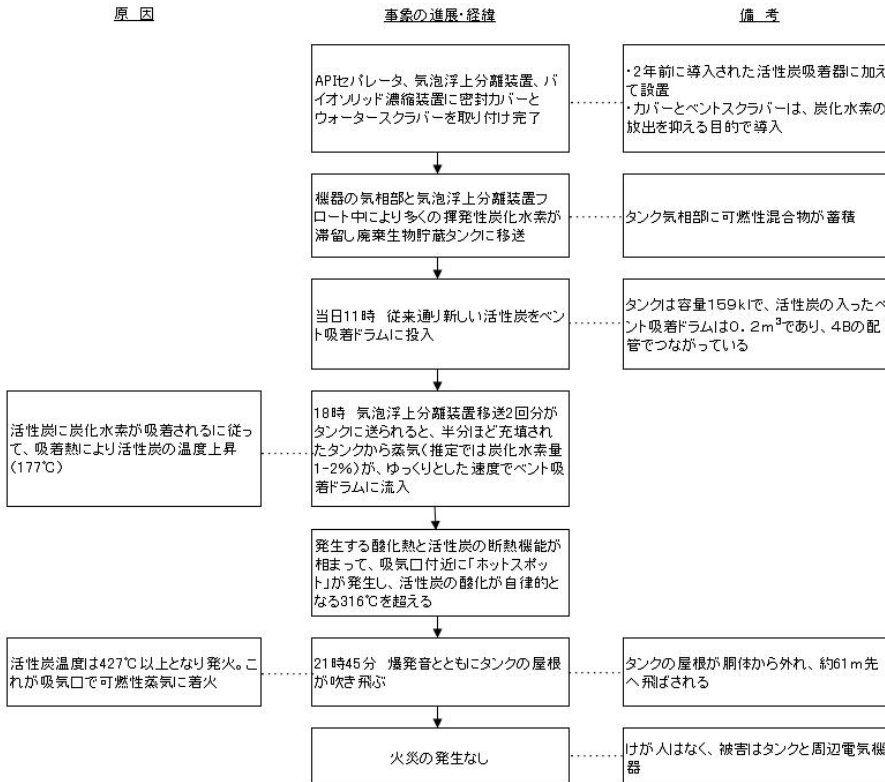 原 因
事象の進展・経緯
備 考
APIセパレータ、気泡浮上分離装置、バ
イオソリッド濃縮装置に密封カバーと
ウォータースクラバーを取り付け完了
・2年前に導入された活性炭吸着器に加え
て設置
・カバーとベントスクラバーは、炭化水素の
放出を抑える目的で導入
機器の気相部と気泡浮上分離装置フ
ロート中により多くの揮発性炭化水素が
滞留し廃棄生物貯蔵タンクに移送
タンク気相部に可燃性混合物が蓄積
当日11時 従来通り新しい活性炭をベン
ト吸着ドラムに投入
タンクは容量159klで、活性炭の入ったベ
ント吸着ドラムは0．2m³であり、4Bの配
管でつながっている
活性炭に炭化水素が吸着されるに従っ
て、吸着熱により活性炭の温度上昇
(177℃)
18時 気泡浮上分離装置移送2回分が
タンクに送られると、半分ほど充填され
たタンクから蒸気(推定では炭化水素量
1-2%)が、ゆっくりとした速度でベント吸
着ドラムに流入
発生する酸化熱と活性炭の断熱機能が
相まって、吸気口付近に「ホットスポッ
ト」が発生し、活性炭の酸化が自律的と
なる316℃を超える
活性炭温度は427℃以上となり発火。こ
れが吸気口で可燃性蒸気に着火
21時45分 爆発音とともにタンクの屋根
が吹き飛ぶ
タンクの屋根が胴体から外れ、約61m先
へ飛ばされる
火災の発生なし
けが人はなく、被害はタンクと周辺電気機
器